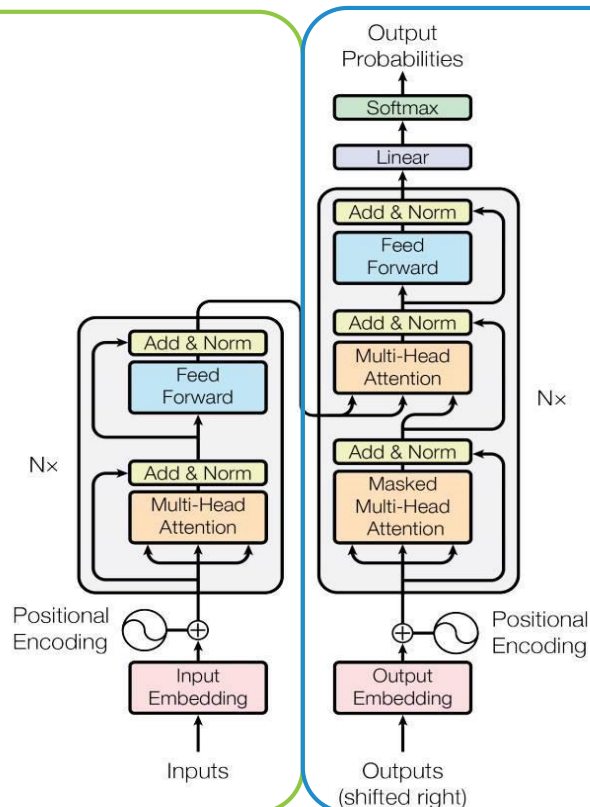 Output
Probabilities
Softmax
Linear
Add & Norm
Feed
Forward
Add & Norm
Multi-Head
Attention
Nx
Add & Norm
Masked
Multi-Head
Attention
Positional
Encoding
Output
Embedding
Outputs
(shifted right)
Add & Norm
Feed
Forward
Nx
Add & Norm
Multi-Head
Attention
Positional
Encoding
Input
Embedding
Inputs